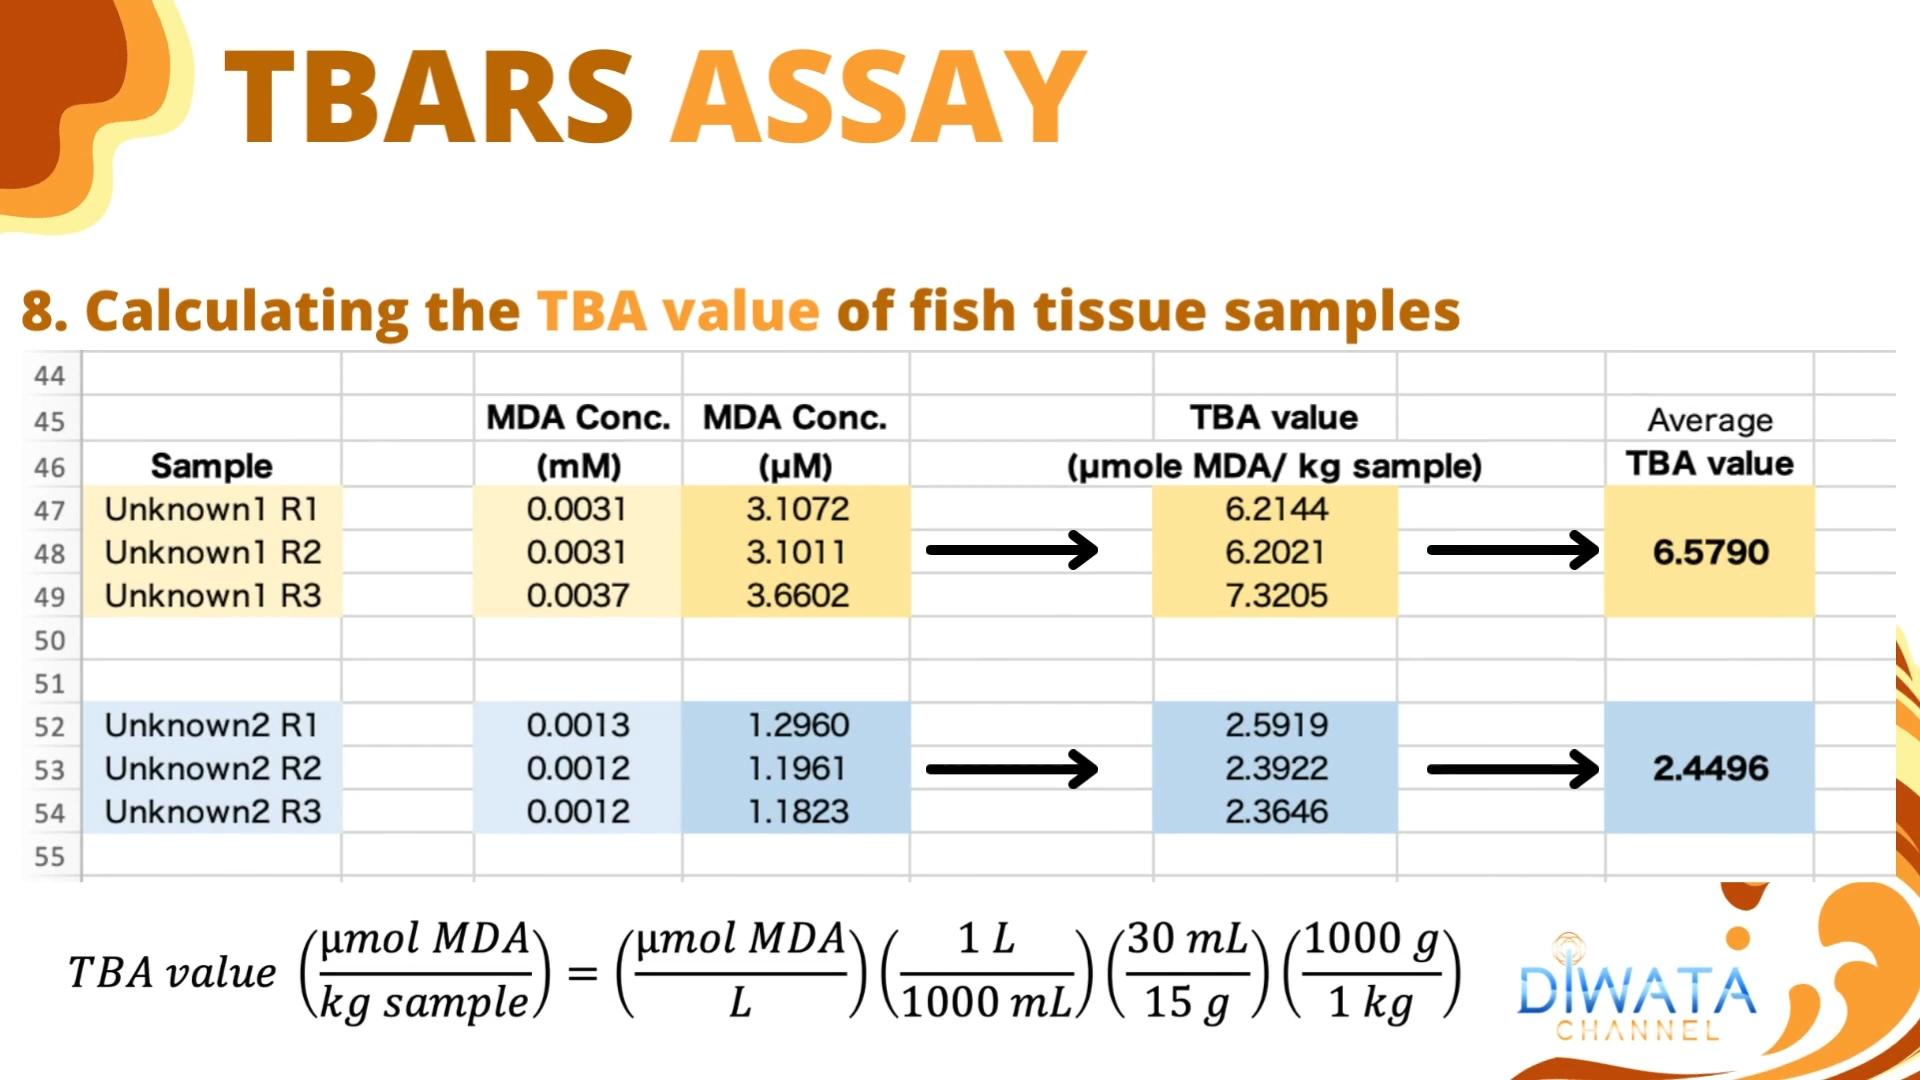 TBARS ASSAY
8. Calculating the TBA value of fish tissue samples
44
45 MDA Conc. MDA Conc. TBA value Average
46 Sample (mM) (μM) (μmole MDA/ kg sample) TBA value
47 Unknown1 R1 0.0031 3.1072 6.2144
48 Unknown1 R2 0.0031 3.1011 6.2021 6.5790
49 Unknown1 R3 0.0037 3.6602 7.3205
50
51
52 Unknown2 R1 0.0013 1.2960 2.5919
53 Unknown2 R2 0.0012 1.1961 2.3922 2.4496
54 Unknown2 R3 0.0012 1.1823 2.3646
55
TBA value (μmol MDA / kg sample) = (μmol MDA / L) (1 L / 1000 mL) (30 mL / 15 g) (1000 g / 1 kg)
DIWATA
CHANNEL